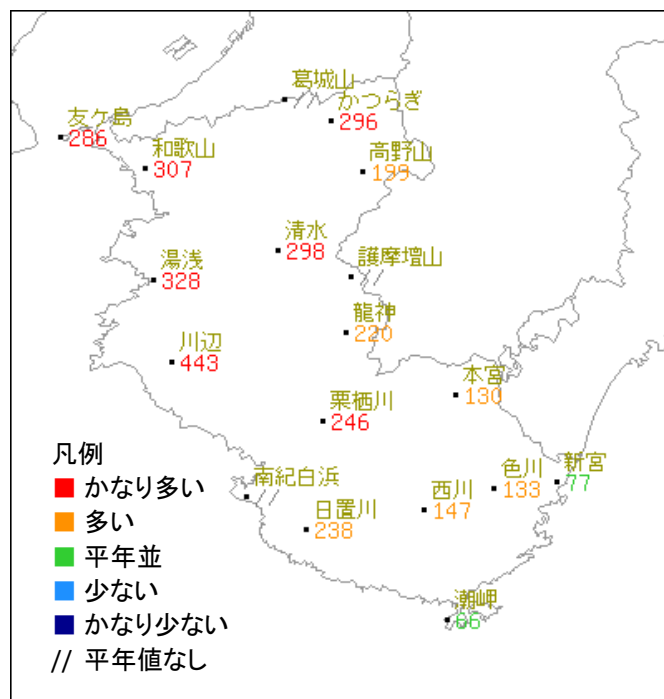 葛城山
//
かつらぎ
296
友ケ島
286
和歌山
307
高野山
199
清水
298
護摩壇山
//
湯浅
328
龍神
220
川辺
443
本宮
130
栗栖川
246
南紀白浜
//
日置川
238
西川
147
色川
133
新宮
77
潮岬
66
凡例
かなり多い
多い
平年並
少ない
かなり少ない
// 平年値なし